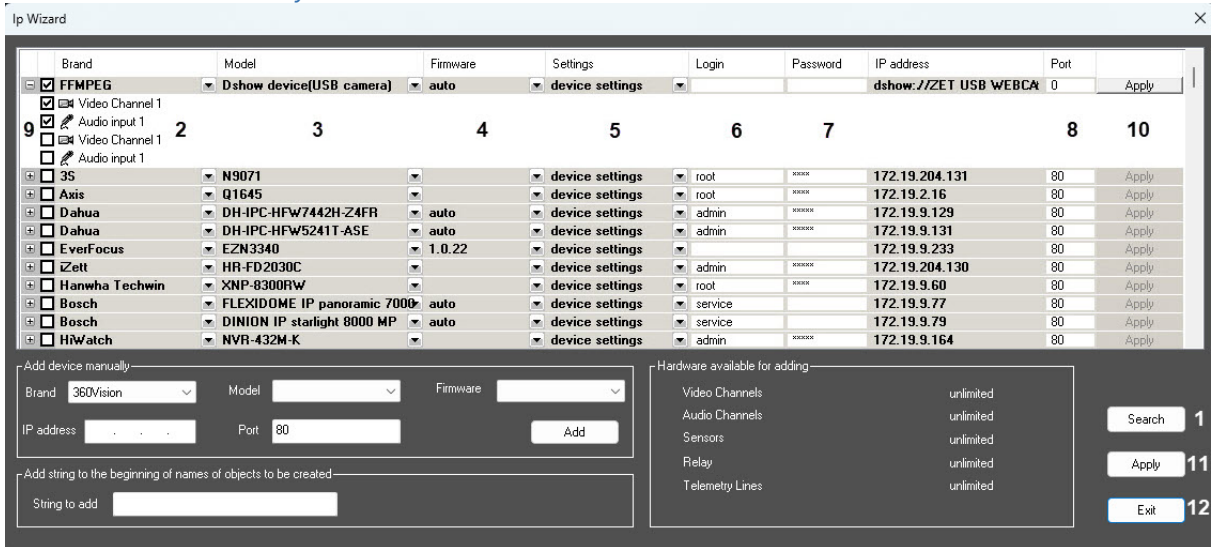 Ip Wizard
Brand Model Firmware Settings Login Password IP address Port
FFMPEG Dshow device(USB camera) auto device settings dshow://ZET USB WEBCA 0 Apply
Video Channel 1
Audio input 1
9 2 3 4 5 6 7 8 10
Video Channel 1
Audio input 1
3S N9071 device settings root xxxx 172.19.204.131 80 Apply
Axis Q1645 device settings root xxxx 172.19.2.16 80 Apply
Dahua DH-IPC-HFW7442H-Z4FR auto device settings admin xxxxx 172.19.9.129 80 Apply
Dahua DH-IPC-HFW5241T-ASE auto device settings admin xxxxx 172.19.9.131 80 Apply
EverFocus EZN3340 1.0.22 device settings 172.19.9.233 80 Apply
iZett HR-FD2030C device settings admin xxxxx 172.19.204.130 80 Apply
Hanwha Techwin XNP-8300RW device settings root xxxx 172.19.9.60 80 Apply
Bosch FLEXIDOME IP panoramic 7000 auto device settings service 172.19.9.77 80 Apply
Bosch DINION IP starlight 8000 MP auto device settings service 172.19.9.79 80 Apply
HiWatch NVR-432M-K device settings admin xxxxx 172.19.9.164 80 Apply
Add device manually
Brand 360Vision Model Firmware
IP address . . . Port 80 Add
Add string to the beginning of names of objects to be created
String to add
Hardware available for adding
Video Channels unlimited
Audio Channels unlimited
Sensors unlimited
Relay unlimited
Telemetry Lines unlimited
Search 1
Apply 11
Exit 12